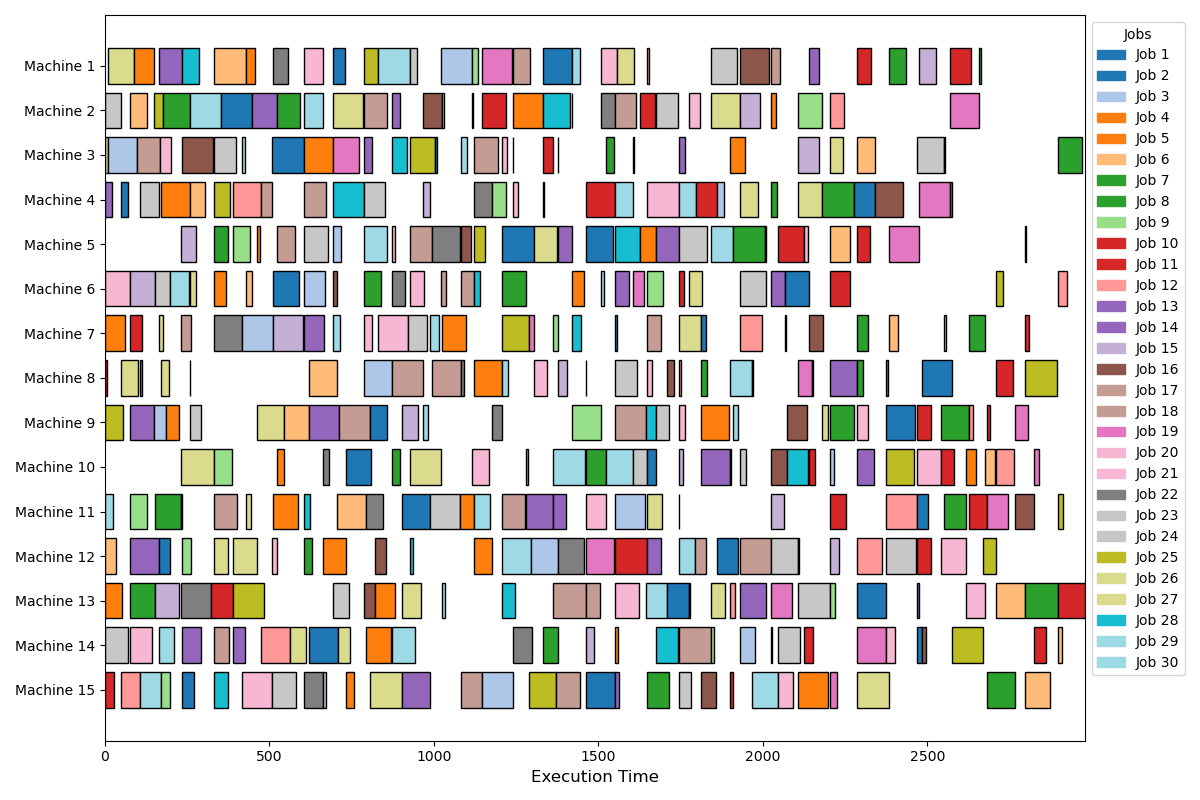 Machine 1
Machine 2
Machine 3
Machine 4
Machine 5
Machine 6
Machine 7
Machine 8
Machine 9
Machine 10
Machine 11
Machine 12
Machine 13
Machine 14
Machine 15
0 500 1000 1500 2000 2500
Execution Time
Jobs
Job 1
Job 2
Job 3
Job 4
Job 5
Job 6
Job 7
Job 8
Job 9
Job 10
Job 11
Job 12
Job 13
Job 14
Job 15
Job 16
Job 17
Job 18
Job 19
Job 20
Job 21
Job 22
Job 23
Job 24
Job 25
Job 26
Job 27
Job 28
Job 29
Job 30